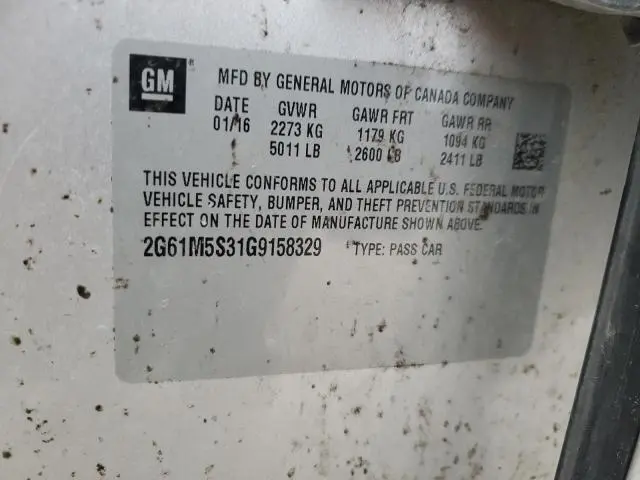 GM ®
MFD BY GENERAL MOTORS OF CANADA COMPANY
DATE GVWR GAWR FRT GAWR RR
01/16 2273 KG 1179 KG 1094 KG
5011 LB 2600 LB 2411 LB
THIS VEHICLE CONFORMS TO ALL APPLICABLE U.S. FEDERAL MOTOR
VEHICLE SAFETY, BUMPER, AND THEFT PREVENTION STANDARDS IN
EFFECT ON THE DATE OF MANUFACTURE SHOWN ABOVE.
2G61M5S31G9158329 TYPE: PASS CAR